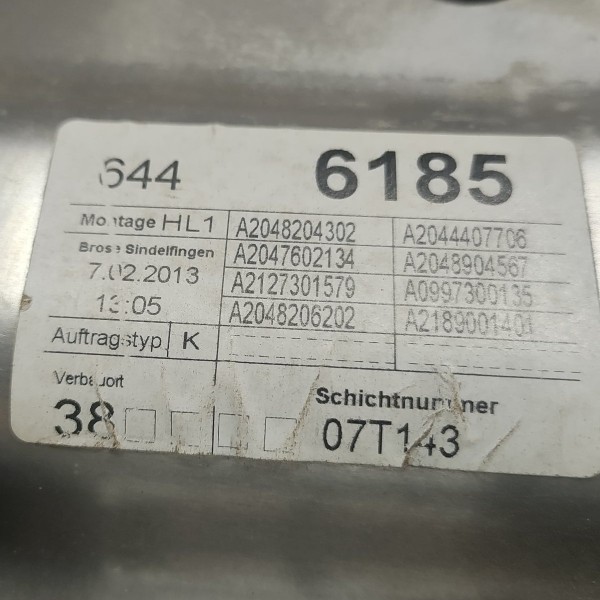 644 6185
Montage HL1 A2048204302 A2044407706
Brose Sindelfingen A2047602134 A2048904567
7.02.2013 A2127301579 A0997300135
13:05 A2048206202 A2189001401
Auftragstyp K
Verbauort Schichtnummer
38 07T143